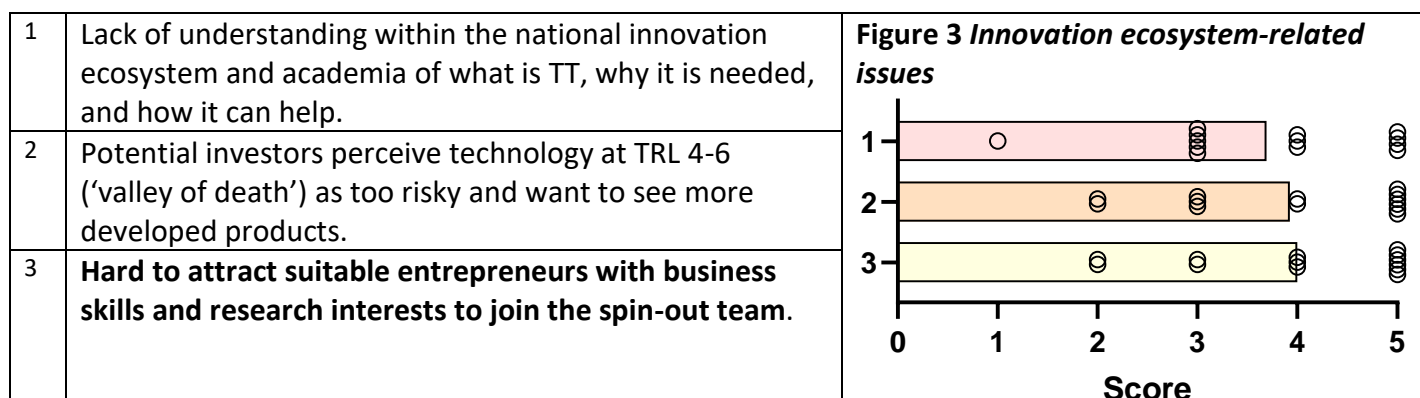 1
Lack of understanding within the national innovation
ecosystem and academia of what is TT, why it is needed,
and how it can help.
2
Potential investors perceive technology at TRL 4-6
(‘valley of death’) as too risky and want to see more
developed products.
3
Hard to attract suitable entrepreneurs with business
skills and research interests to join the spin-out team.
Figure 3 Innovation ecosystem-related
issues
1
2
3
0 1 2 3 4 5
Score